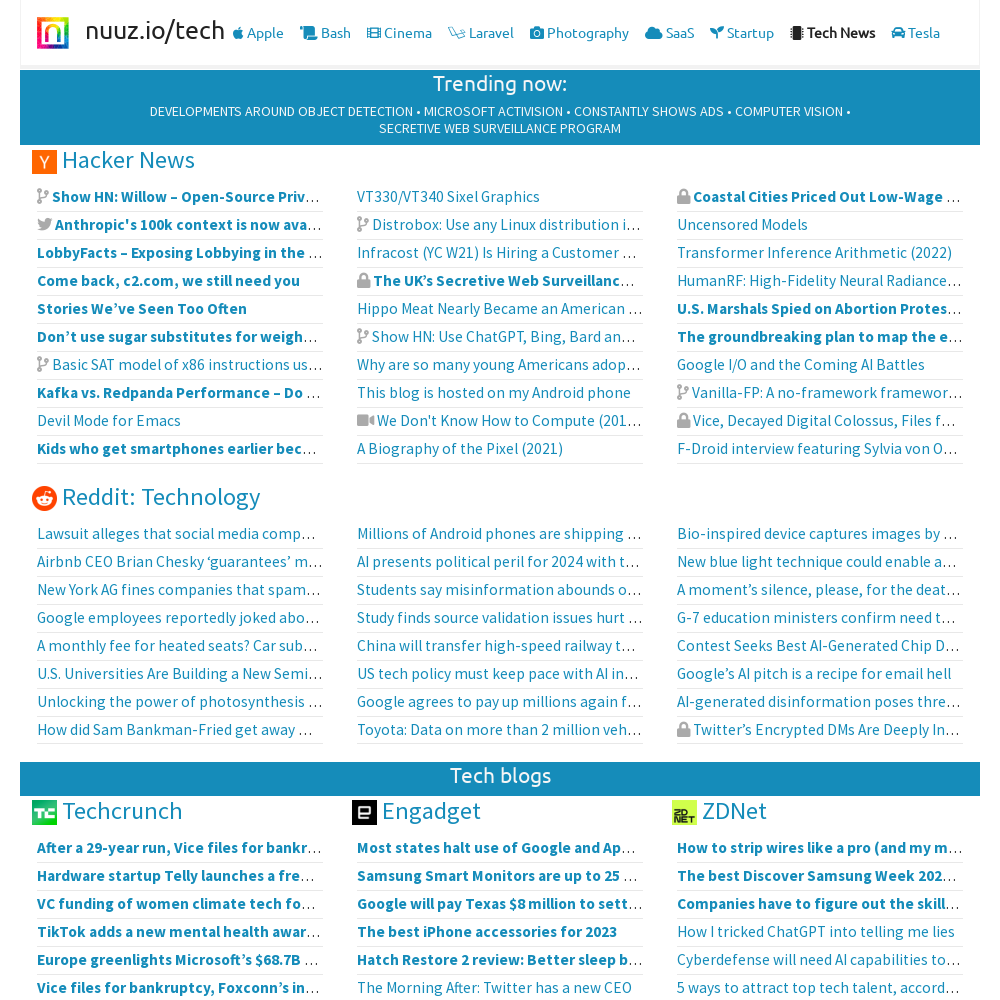 nuuz.io/tech
Apple
Bash
Cinema
Laravel
Photography
SaaS
Startup
Tech News
Tesla
Trending now:
DEVELOPMENTS AROUND OBJECT DETECTION • MICROSOFT ACTIVISION • CONSTANTLY SHOWS ADS • COMPUTER VISION •
SECRETIVE WEB SURVEILLANCE PROGRAM
Y Hacker News
Show HN: Willow – Open-Source Priv…
Anthropic's 100k context is now ava…
LobbyFacts – Exposing Lobbying in the …
Come back, c2.com, we still need you
Stories We’ve Seen Too Often
Don’t use sugar substitutes for weigh…
Basic SAT model of x86 instructions us…
Kafka vs. Redpanda Performance – Do …
Devil Mode for Emacs
Kids who get smartphones earlier bec…
VT330/VT340 Sixel Graphics
Distrobox: Use any Linux distribution i…
Infracost (YC W21) Is Hiring a Customer …
The UK’s Secretive Web Surveillanc…
Hippo Meat Nearly Became an American …
Show HN: Use ChatGPT, Bing, Bard an…
Why are so many young Americans adop…
This blog is hosted on my Android phone
We Don't Know How to Compute (201…
A Biography of the Pixel (2021)
Coastal Cities Priced Out Low-Wage …
Uncensored Models
Transformer Inference Arithmetic (2022)
HumanRF: High-Fidelity Neural Radiance…
U.S. Marshals Spied on Abortion Protes…
The groundbreaking plan to map the e…
Google I/O and the Coming AI Battles
Vanilla-FP: A no-framework framewor…
Vice, Decayed Digital Colossus, Files f…
F-Droid interview featuring Sylvia von O…
Reddit: Technology
Lawsuit alleges that social media comp…
Airbnb CEO Brian Chesky ‘guarantees’ m…
New York AG fines companies that spam…
Google employees reportedly joked abo…
A monthly fee for heated seats? Car sub…
U.S. Universities Are Building a New Semi…
Unlocking the power of photosynthesis …
How did Sam Bankman-Fried get away …
Millions of Android phones are shipping …
AI presents political peril for 2024 with t…
Students say misinformation abounds o…
Study finds source validation issues hurt …
China will transfer high-speed railway t…
US tech policy must keep pace with AI in…
Google agrees to pay up millions again f…
Toyota: Data on more than 2 million veh…
Bio-inspired device captures images by …
New blue light technique could enable a…
A moment’s silence, please, for the deat…
G-7 education ministers confirm need t…
Contest Seeks Best AI-Generated Chip D…
Google’s AI pitch is a recipe for email hell
AI-generated disinformation poses thre…
Twitter’s Encrypted DMs Are Deeply In…
Tech blogs
TC Techcrunch
After a 29-year run, Vice files for bankr…
Hardware startup Telly launches a fre…
VC funding of women climate tech fo…
TikTok adds a new mental health awar…
Europe greenlights Microsoft’s $68.7B …
Vice files for bankruptcy, Foxconn’s in…
e Engadget
Most states halt use of Google and Ap…
Samsung Smart Monitors are up to 25 …
Google will pay Texas $8 million to sett…
The best iPhone accessories for 2023
Hatch Restore 2 review: Better sleep b…
The Morning After: Twitter has a new CEO
ZD NET ZDNet
How to strip wires like a pro (and my m…
The best Discover Samsung Week 202…
Companies have to figure out the skill…
How I tricked ChatGPT into telling me lies
Cyberdefense will need AI capabilities to…
5 ways to attract top tech talent, accord…